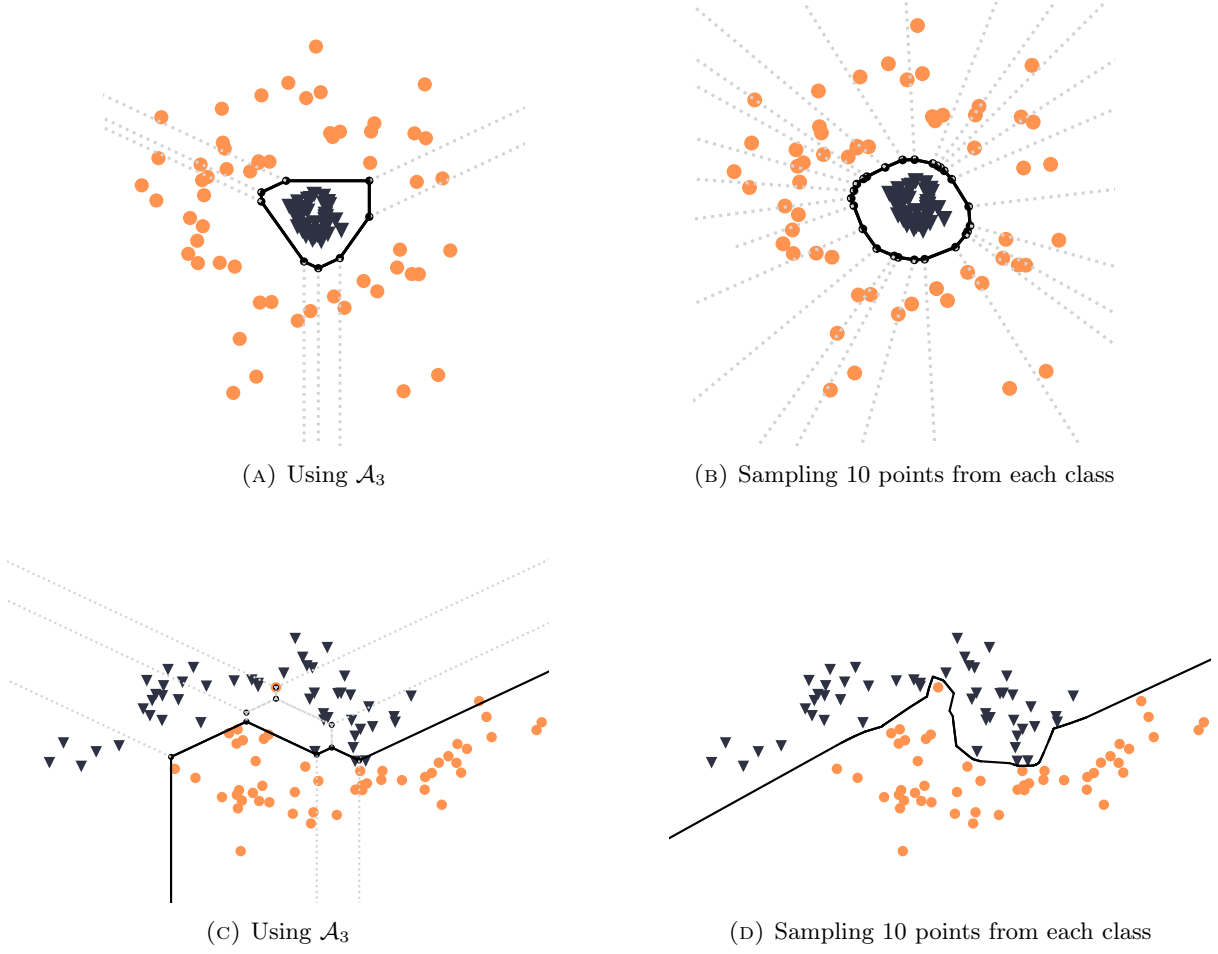 (A) Using 𝒜₃
(B) Sampling 10 points from each class
(C) Using 𝒜₃
(D) Sampling 10 points from each class